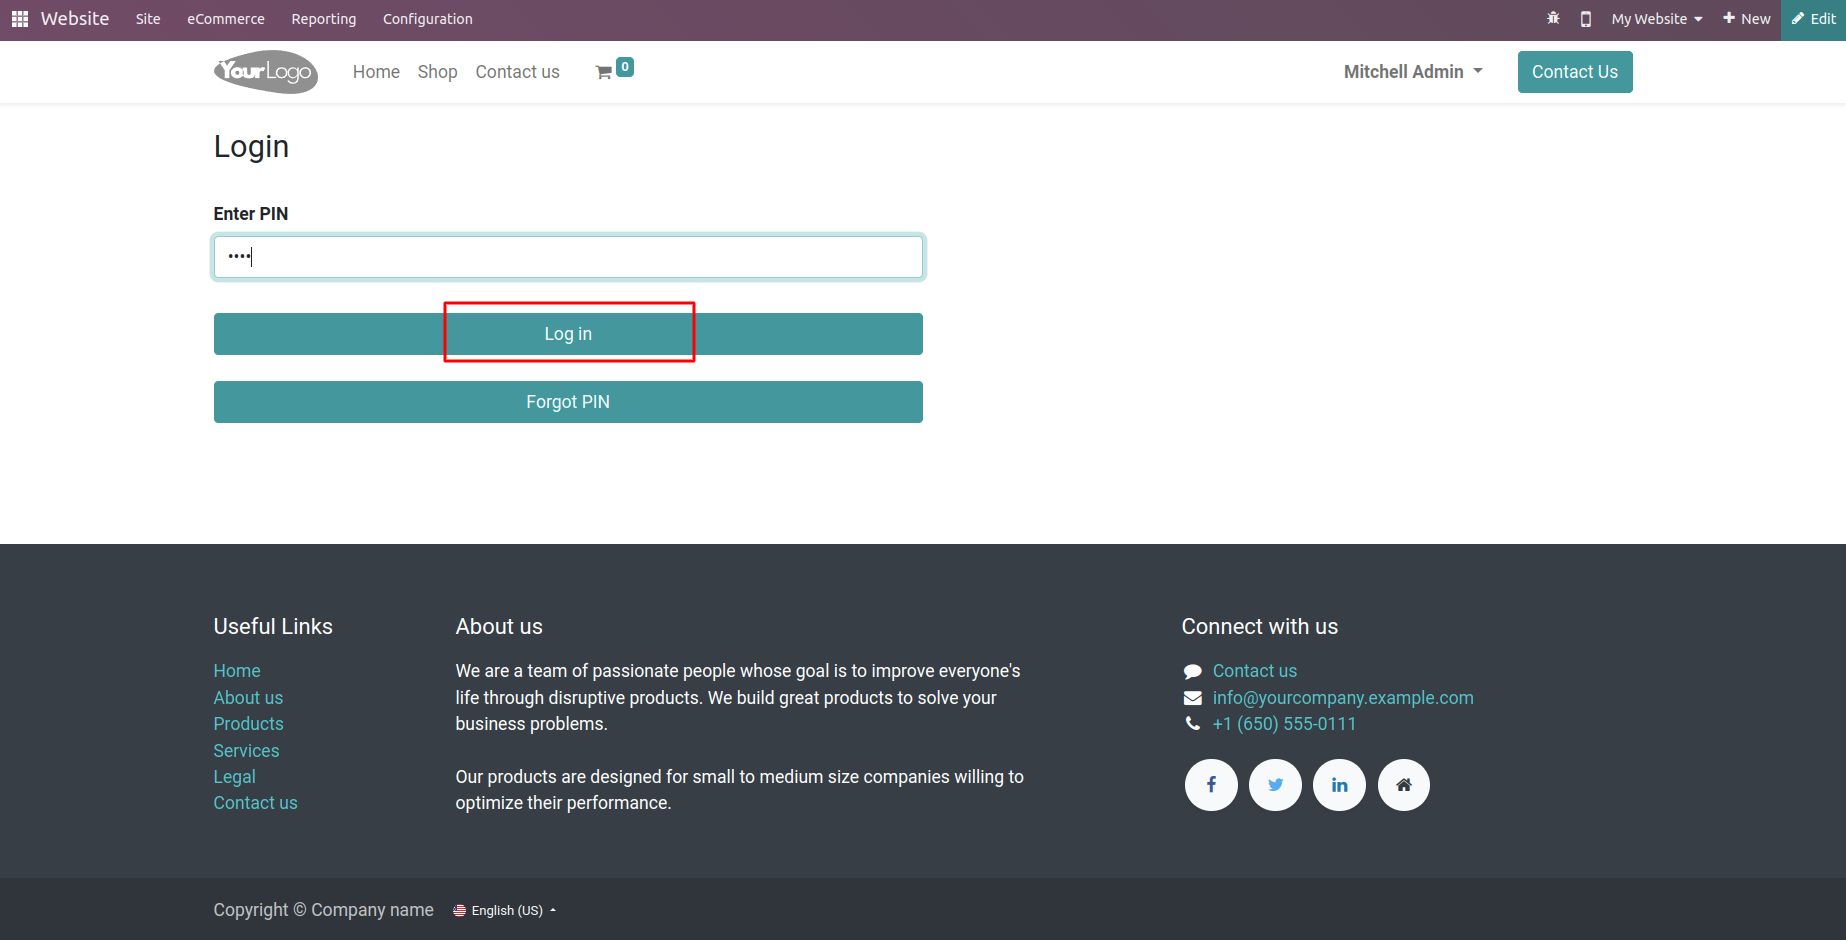 Website Site eCommerce Reporting Configuration My Website New Edit
YourLogo Home Shop Contact us 0 Mitchell Admin Contact Us
Login
Enter PIN
••••
Log in
Forgot PIN
Useful Links
Home
About us
Products
Services
Legal
Contact us
About us
We are a team of passionate people whose goal is to improve everyone's
life through disruptive products. We build great products to solve your
business problems.
Our products are designed for small to medium size companies willing to
optimize their performance.
Connect with us
Contact us
info@yourcompany.example.com
+1 (650) 555-0111
Copyright © Company name English (US)